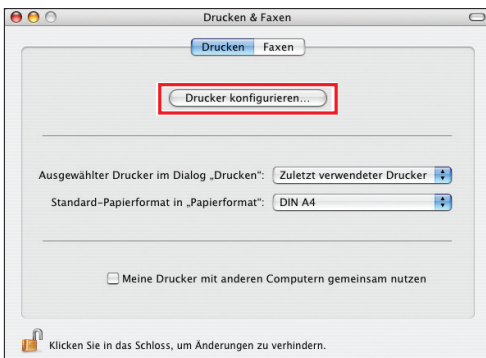 Drucken & Faxen
Drucken Faxen
Drucker konfigurieren...
Ausgewählter Drucker im Dialog „Drucken“: Zuletzt verwendeter Drucker
Standard-Papierformat in „Papierformat“: DIN A4
Meine Drucker mit anderen Computern gemeinsam nutzen
Klicken Sie in das Schloss, um Änderungen zu verhindern.